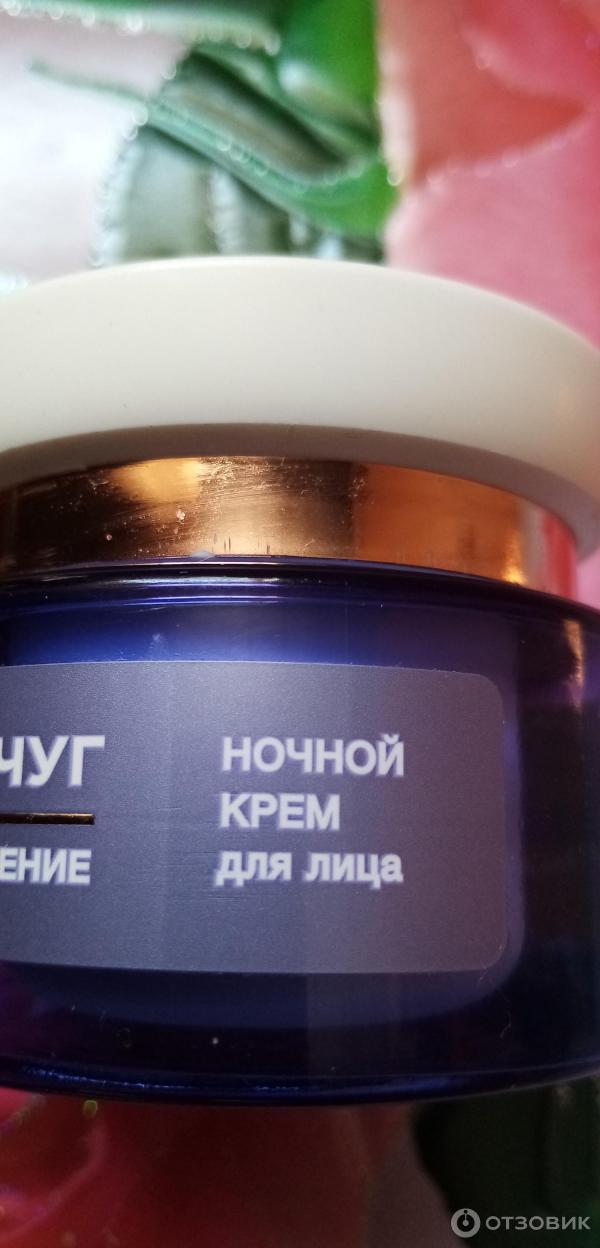 ЧУГ
ЕНИЕ
НОЧНОЙ
КРЕМ
для лица
ОТЗОВИК